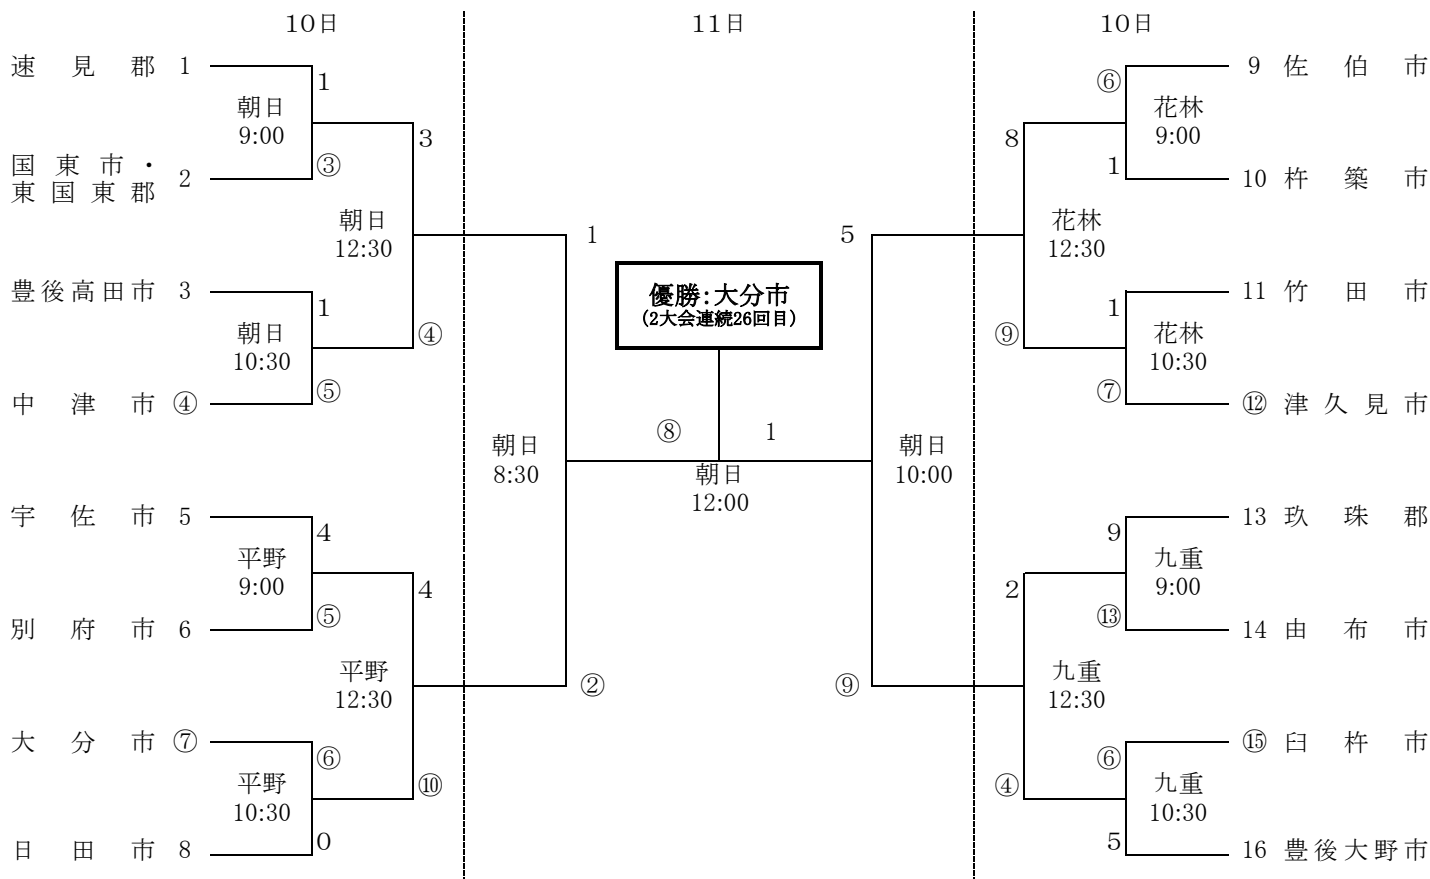 10日
11日
10日
速見郡 1
1
朝日
9:00
3
国東市・
東国東郡 2
③
朝日
12:30
1
豊後高田市 3
1
朝日
10:30
④
⑤
中津市 ④
朝日
8:30
宇佐市 5
4
平野
9:00
4
⑤
別府市 6
平野
12:30
②
大分市 ⑦
⑥
平野
10:30
⑩
0
日田市 8
優勝:大分市
(2大会連続26回目)
⑧
1
朝日
12:00
9 佐伯市
⑥
花林
9:00
8
1
10 杵築市
花林
12:30
5
11 竹田市
1
花林
10:30
⑨
⑦
⑫ 津久見市
朝日
10:00
13 玖珠郡
9
九重
9:00
2
⑬
14 由布市
九重
12:30
⑨
⑮ 臼杵市
⑥
九重
10:30
④
5
16 豊後大野市